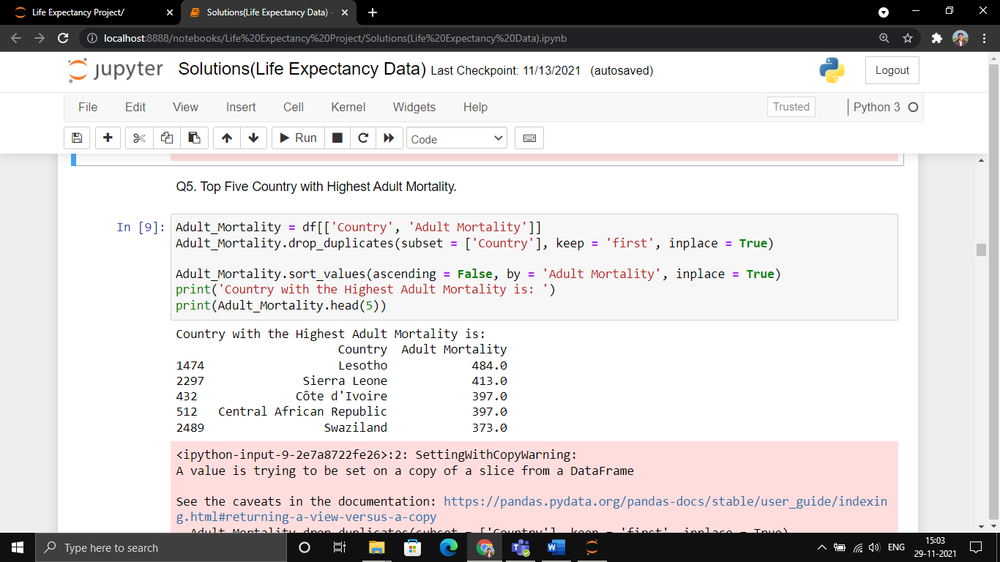 Life Expectancy Project/
Solutions(Life Expectancy Data) -
localhost:8888/notebooks/Life%20Expectancy%20Project/Solutions(Life%20Expectancy%20Data).ipynb
jupyter Solutions(Life Expectancy Data) Last Checkpoint: 11/13/2021 (autosaved)
Logout
File Edit View Insert Cell Kernel Widgets Help Trusted Python 3
Run Code
Q5. Top Five Country with Highest Adult Mortality.
In [9]: Adult_Mortality = df[['Country', 'Adult Mortality']]
Adult_Mortality.drop_duplicates(subset = ['Country'], keep = 'first', inplace = True)
Adult_Mortality.sort_values(ascending = False, by = 'Adult Mortality', inplace = True)
print('Country with the Highest Adult Mortality is: ')
print(Adult_Mortality.head(5))
Country with the Highest Adult Mortality is:
Country Adult Mortality
1474 Lesotho 484.0
2297 Sierra Leone 413.0
432 Côte d'Ivoire 397.0
512 Central African Republic 397.0
2489 Swaziland 373.0
<ipython-input-9-2e7a8722fe26>:2: SettingWithCopyWarning:
A value is trying to be set on a copy of a slice from a DataFrame
See the caveats in the documentation: https://pandas.pydata.org/pandas-docs/stable/user_guide/indexin
g.html#returning-a-view-versus-a-copy
Adult_Mortality.drop_duplicates(subset = ['Country'], keep = 'first', inplace = True)
Type here to search
ENG
15:03
29-11-2021